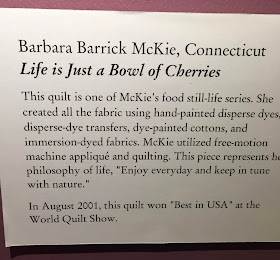 Barbara Barrick McKie, Connecticut
Life is Just a Bowl of Cherries
This quilt is one of McKie's food still-life series. She
created all the fabric using hand-painted disperse dyes,
disperse-dye transfers, dye-painted cottons, and
immersion-dyed fabrics. McKie utilized free-motion
machine appliqué and quilting. This piece represents
philosophy of life, "Enjoy everyday and keep in tune
with nature."
In August 2001, this quilt won "Best in USA" at the
World Quilt Show.